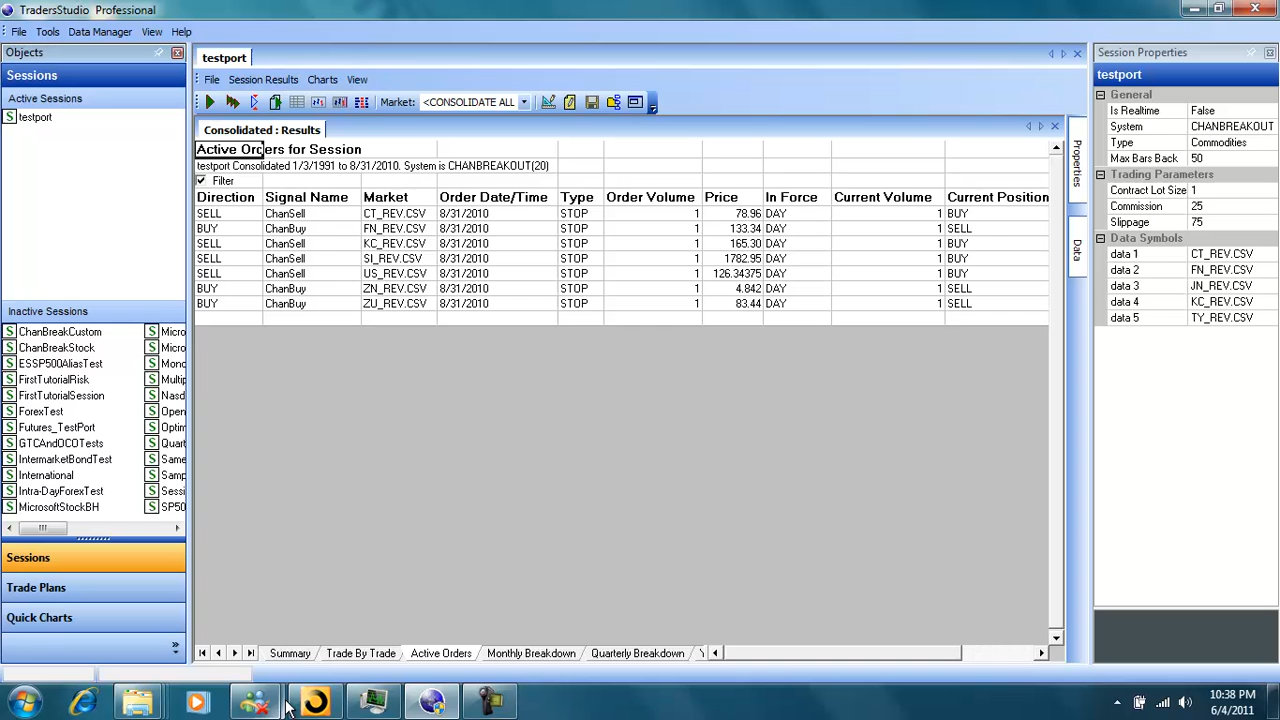 TradersStudio Professional
File Tools Data Manager View Help
Objects
Sessions
Active Sessions
testport
Inactive Sessions
ChanBreakCustom Micro
ChanBreakStock Micro
ESSP500AliasTest Mono
FirstTutorialRisk Multip
FirstTutorialSession Nasd
ForexTest Open
Futures_TestPort Optim
GTCAndOCOTests Quart
IntermarketBondTest Same
International Samp
Intra-DayForexTest Sessi
MicrosoftStockBH SP50
Sessions
Trade Plans
Quick Charts
testport
File Session Results Charts View
Market: <CONSOLIDATE ALL
Consolidated : Results
Active Orders for Session
testport Consolidated 1/3/1991 to 8/31/2010. System is CHANBREAKOUT(20)
Filter
Direction Signal Name Market Order Date/Time Type Order Volume Price In Force Current Volume Current Position
SELL ChanSell CT_REV.CSV 8/31/2010 STOP 1 78.96 DAY 1 BUY
BUY ChanBuy FN_REV.CSV 8/31/2010 STOP 1 133.34 DAY 1 SELL
SELL ChanSell KC_REV.CSV 8/31/2010 STOP 1 165.30 DAY 1 BUY
SELL ChanSell SI_REV.CSV 8/31/2010 STOP 1 1782.95 DAY 1 BUY
SELL ChanSell US_REV.CSV 8/31/2010 STOP 1 126.34375 DAY 1 BUY
BUY ChanBuy ZN_REV.CSV 8/31/2010 STOP 1 4.842 DAY 1 SELL
BUY ChanBuy ZU_REV.CSV 8/31/2010 STOP 1 83.44 DAY 1 SELL
Summary Trade By Trade Active Orders Monthly Breakdown Quarterly Breakdown
Properties
Data
Session Properties
testport
General
Is Realtime False
System CHANBREAKOUT
Type Commodities
Max Bars Back 50
Trading Parameters
Contract Lot Size 1
Commission 25
Slippage 75
Data Symbols
data 1 CT_REV.CSV
data 2 FN_REV.CSV
data 3 JN_REV.CSV
data 4 KC_REV.CSV
data 5 TY_REV.CSV
10:38 PM
6/4/2011